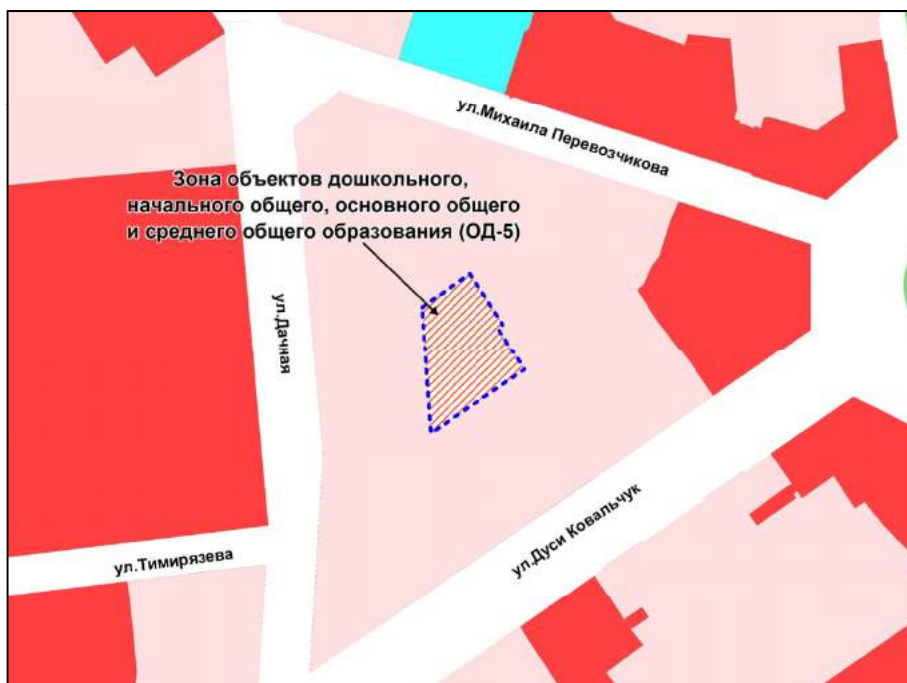 ул.Михаила Перевозчикова
Зона объектов дошкольного,
начального общего, основного общего
и среднего общего образования (ОД-5)
ул.Дачная
ул.Дуси Ковальчук
ул.Тимирязева